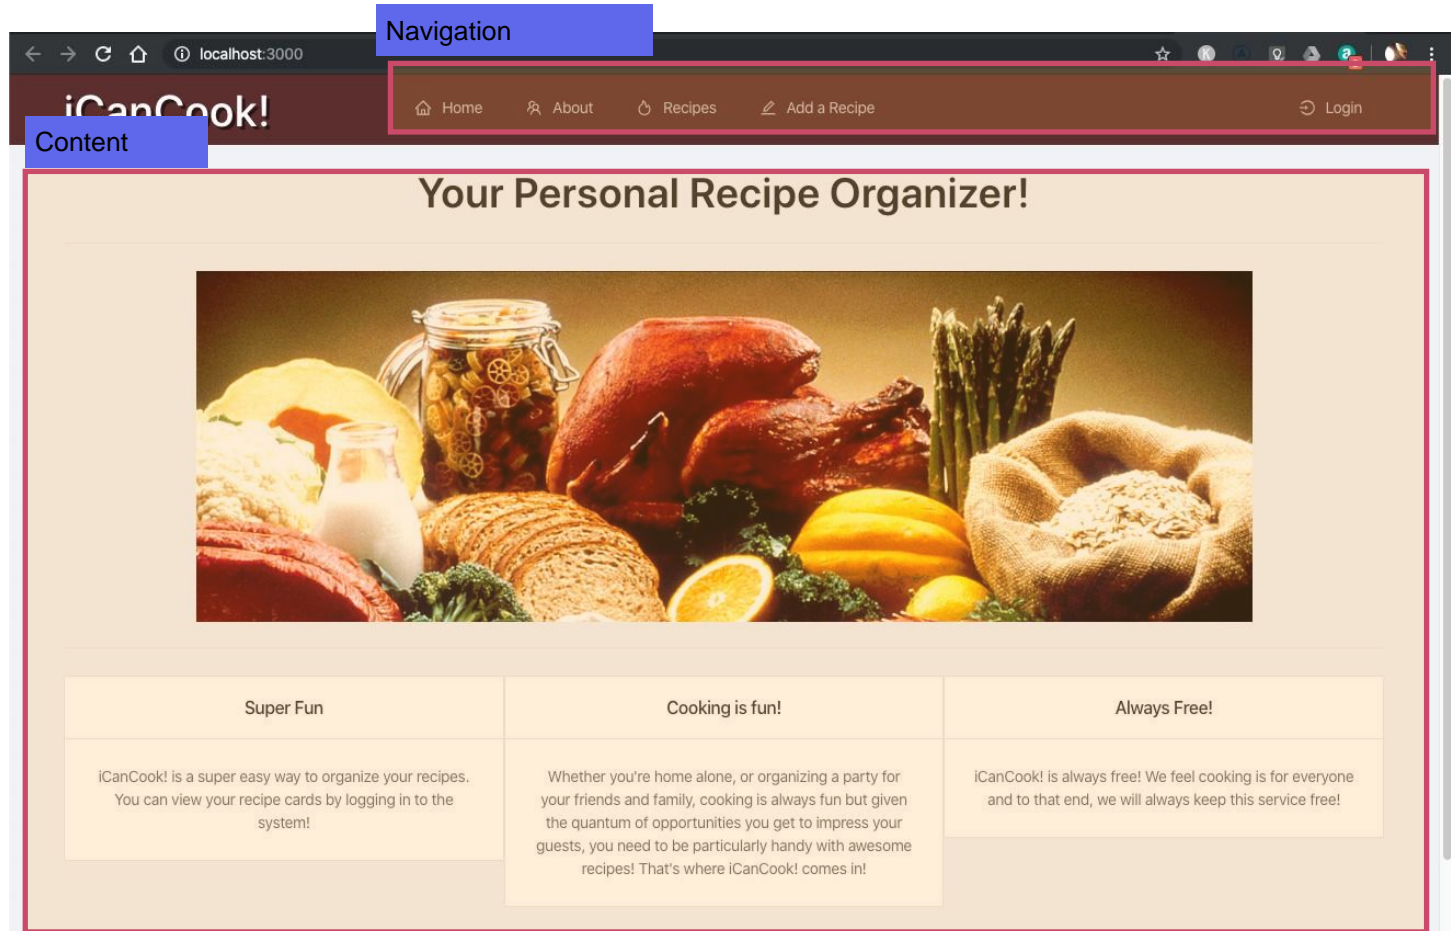 Navigation
localhost:3000
iCanCook!
Home
About
Recipes
Add a Recipe
Login
Content
Your Personal Recipe Organizer!
Super Fun
Cooking is fun!
Always Free!
iCanCook! is a super easy way to organize your recipes.
You can view your recipe cards by logging in to the
system!
Whether you're home alone, or organizing a party for
your friends and family, cooking is always fun but given
the quantum of opportunities you get to impress your
guests, you need to be particularly handy with awesome
recipes! That's where iCanCook! comes in!
iCanCook! is always free! We feel cooking is for everyone
and to that end, we will always keep this service free!